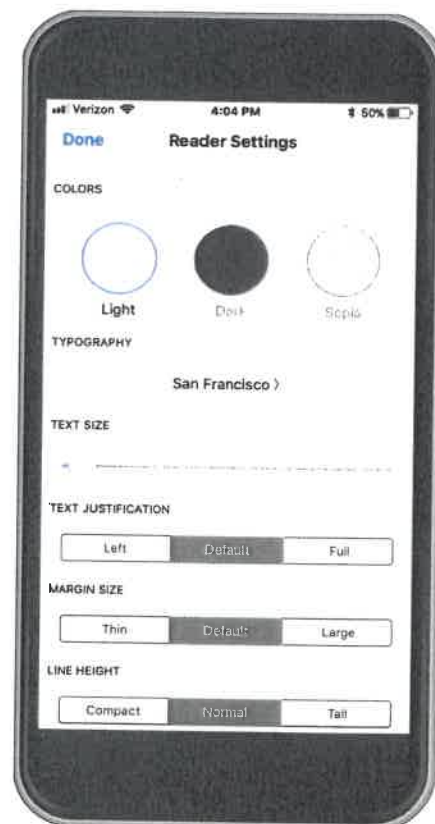 Verizon 4:04 PM 50%
Done Reader Settings
COLORS
Light Dark Sepia
TYPOGRAPHY
San Francisco >
TEXT SIZE
TEXT JUSTIFICATION
Left Default Full
MARGIN SIZE
Thin Default Large
LINE HEIGHT
Compact Normal Tall